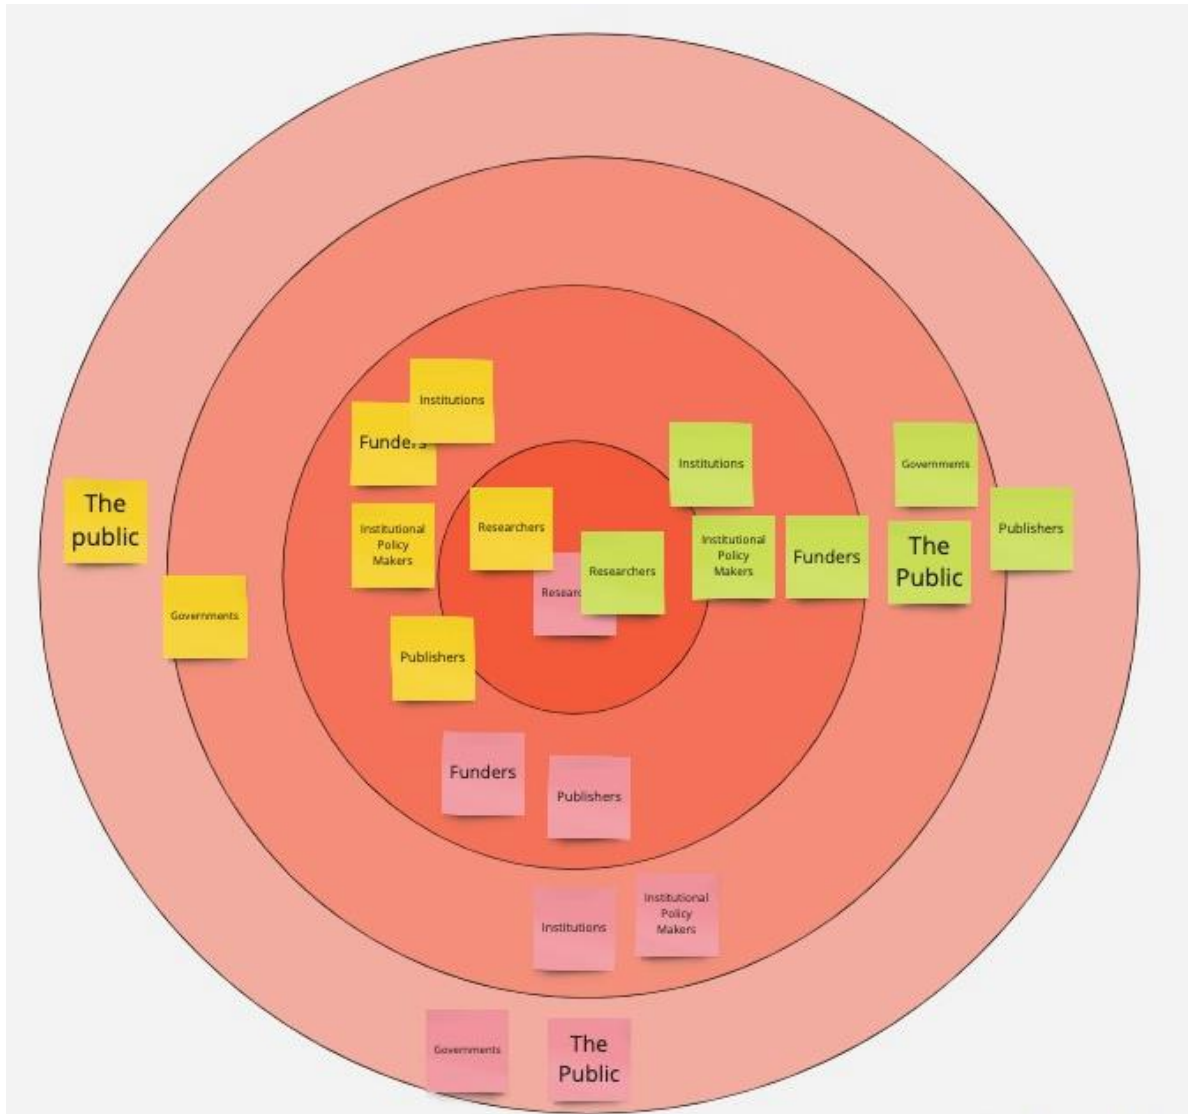 Institutions
Funders
Institutions
Governments
The
public
Researchers
Publishers
Institutional
Policy
Makers
Institutional
Policy
Makers
Funders
The
Public
Researchers
Governments
Publishers
Funders
Publishers
Institutions
Institutional
Policy
Makers
Governments
The
Public